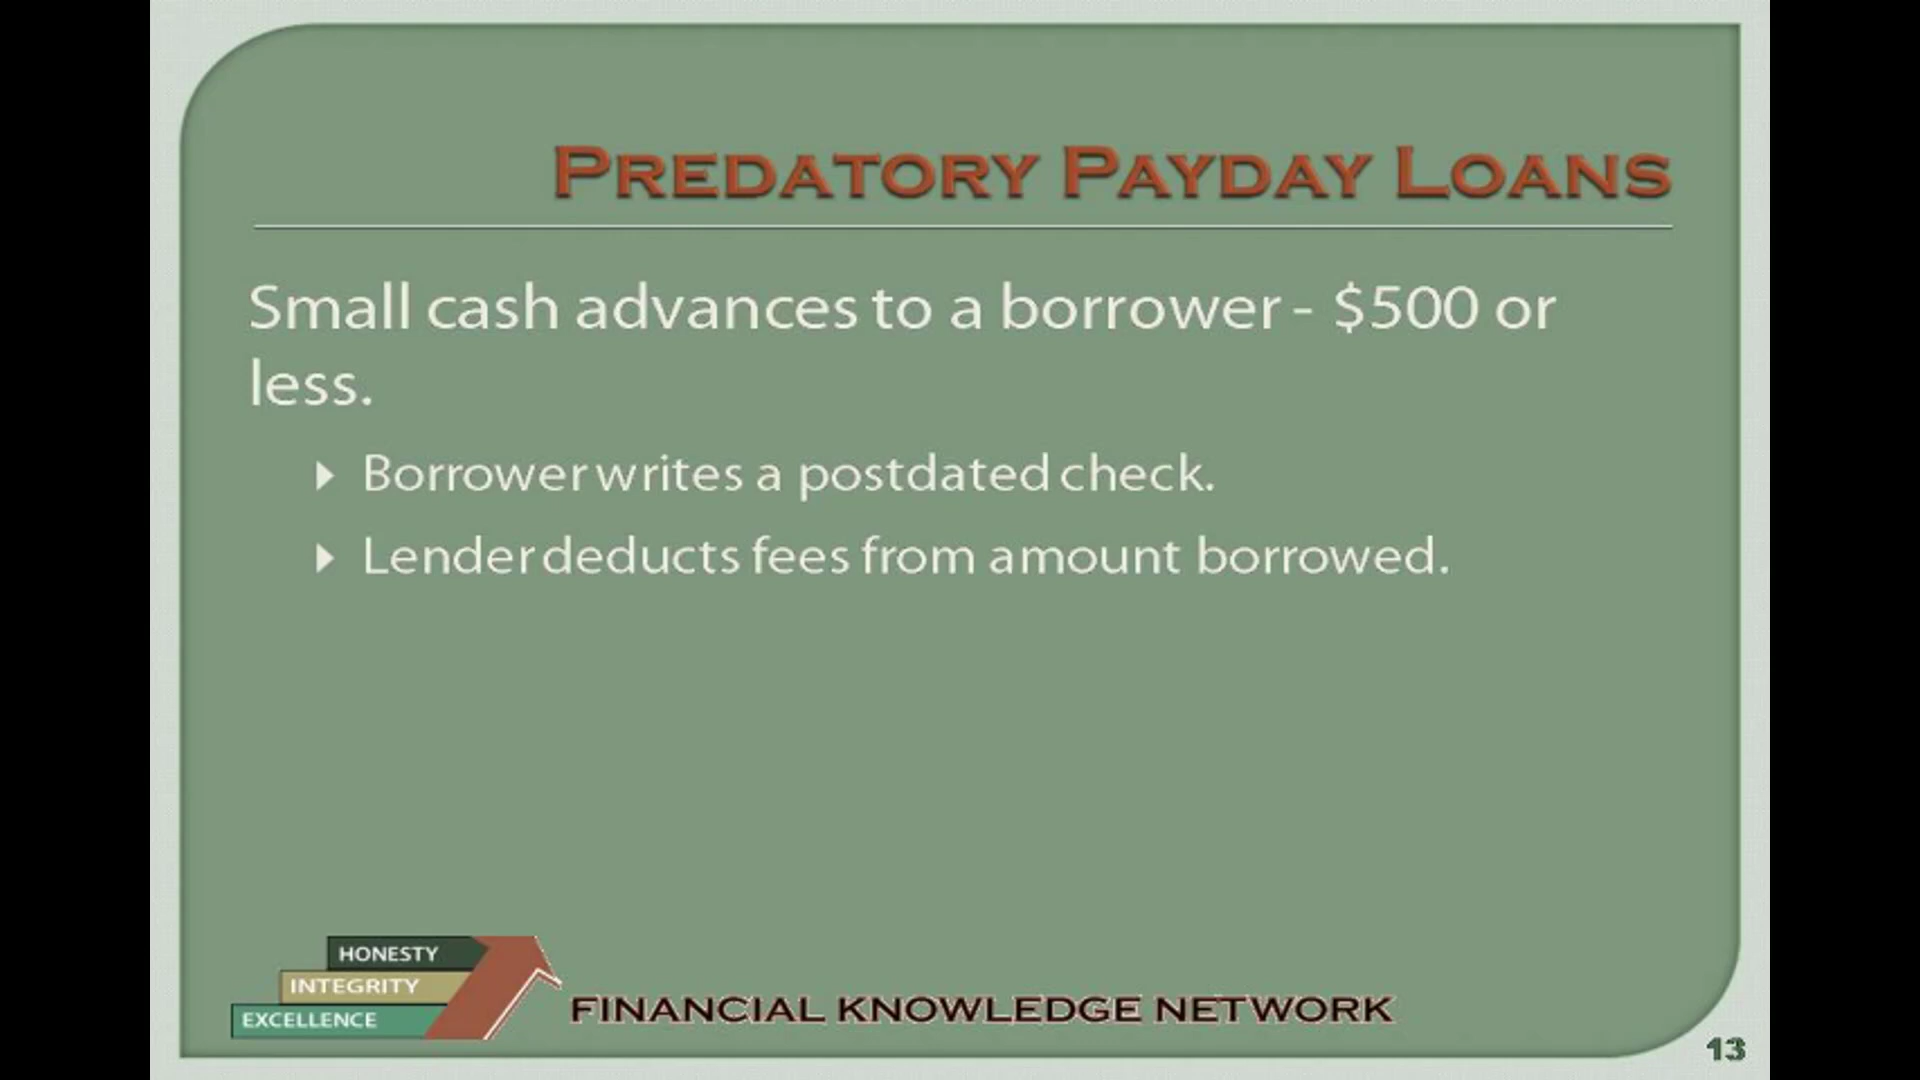 Predatory Payday Loans
Small cash advances to a borrower - $500 or
less.
Borrower writes a postdated check.
Lender deducts fees from amount borrowed.
HONESTY
INTEGRITY
EXCELLENCE
FINANCIAL KNOWLEDGE NETWORK
13